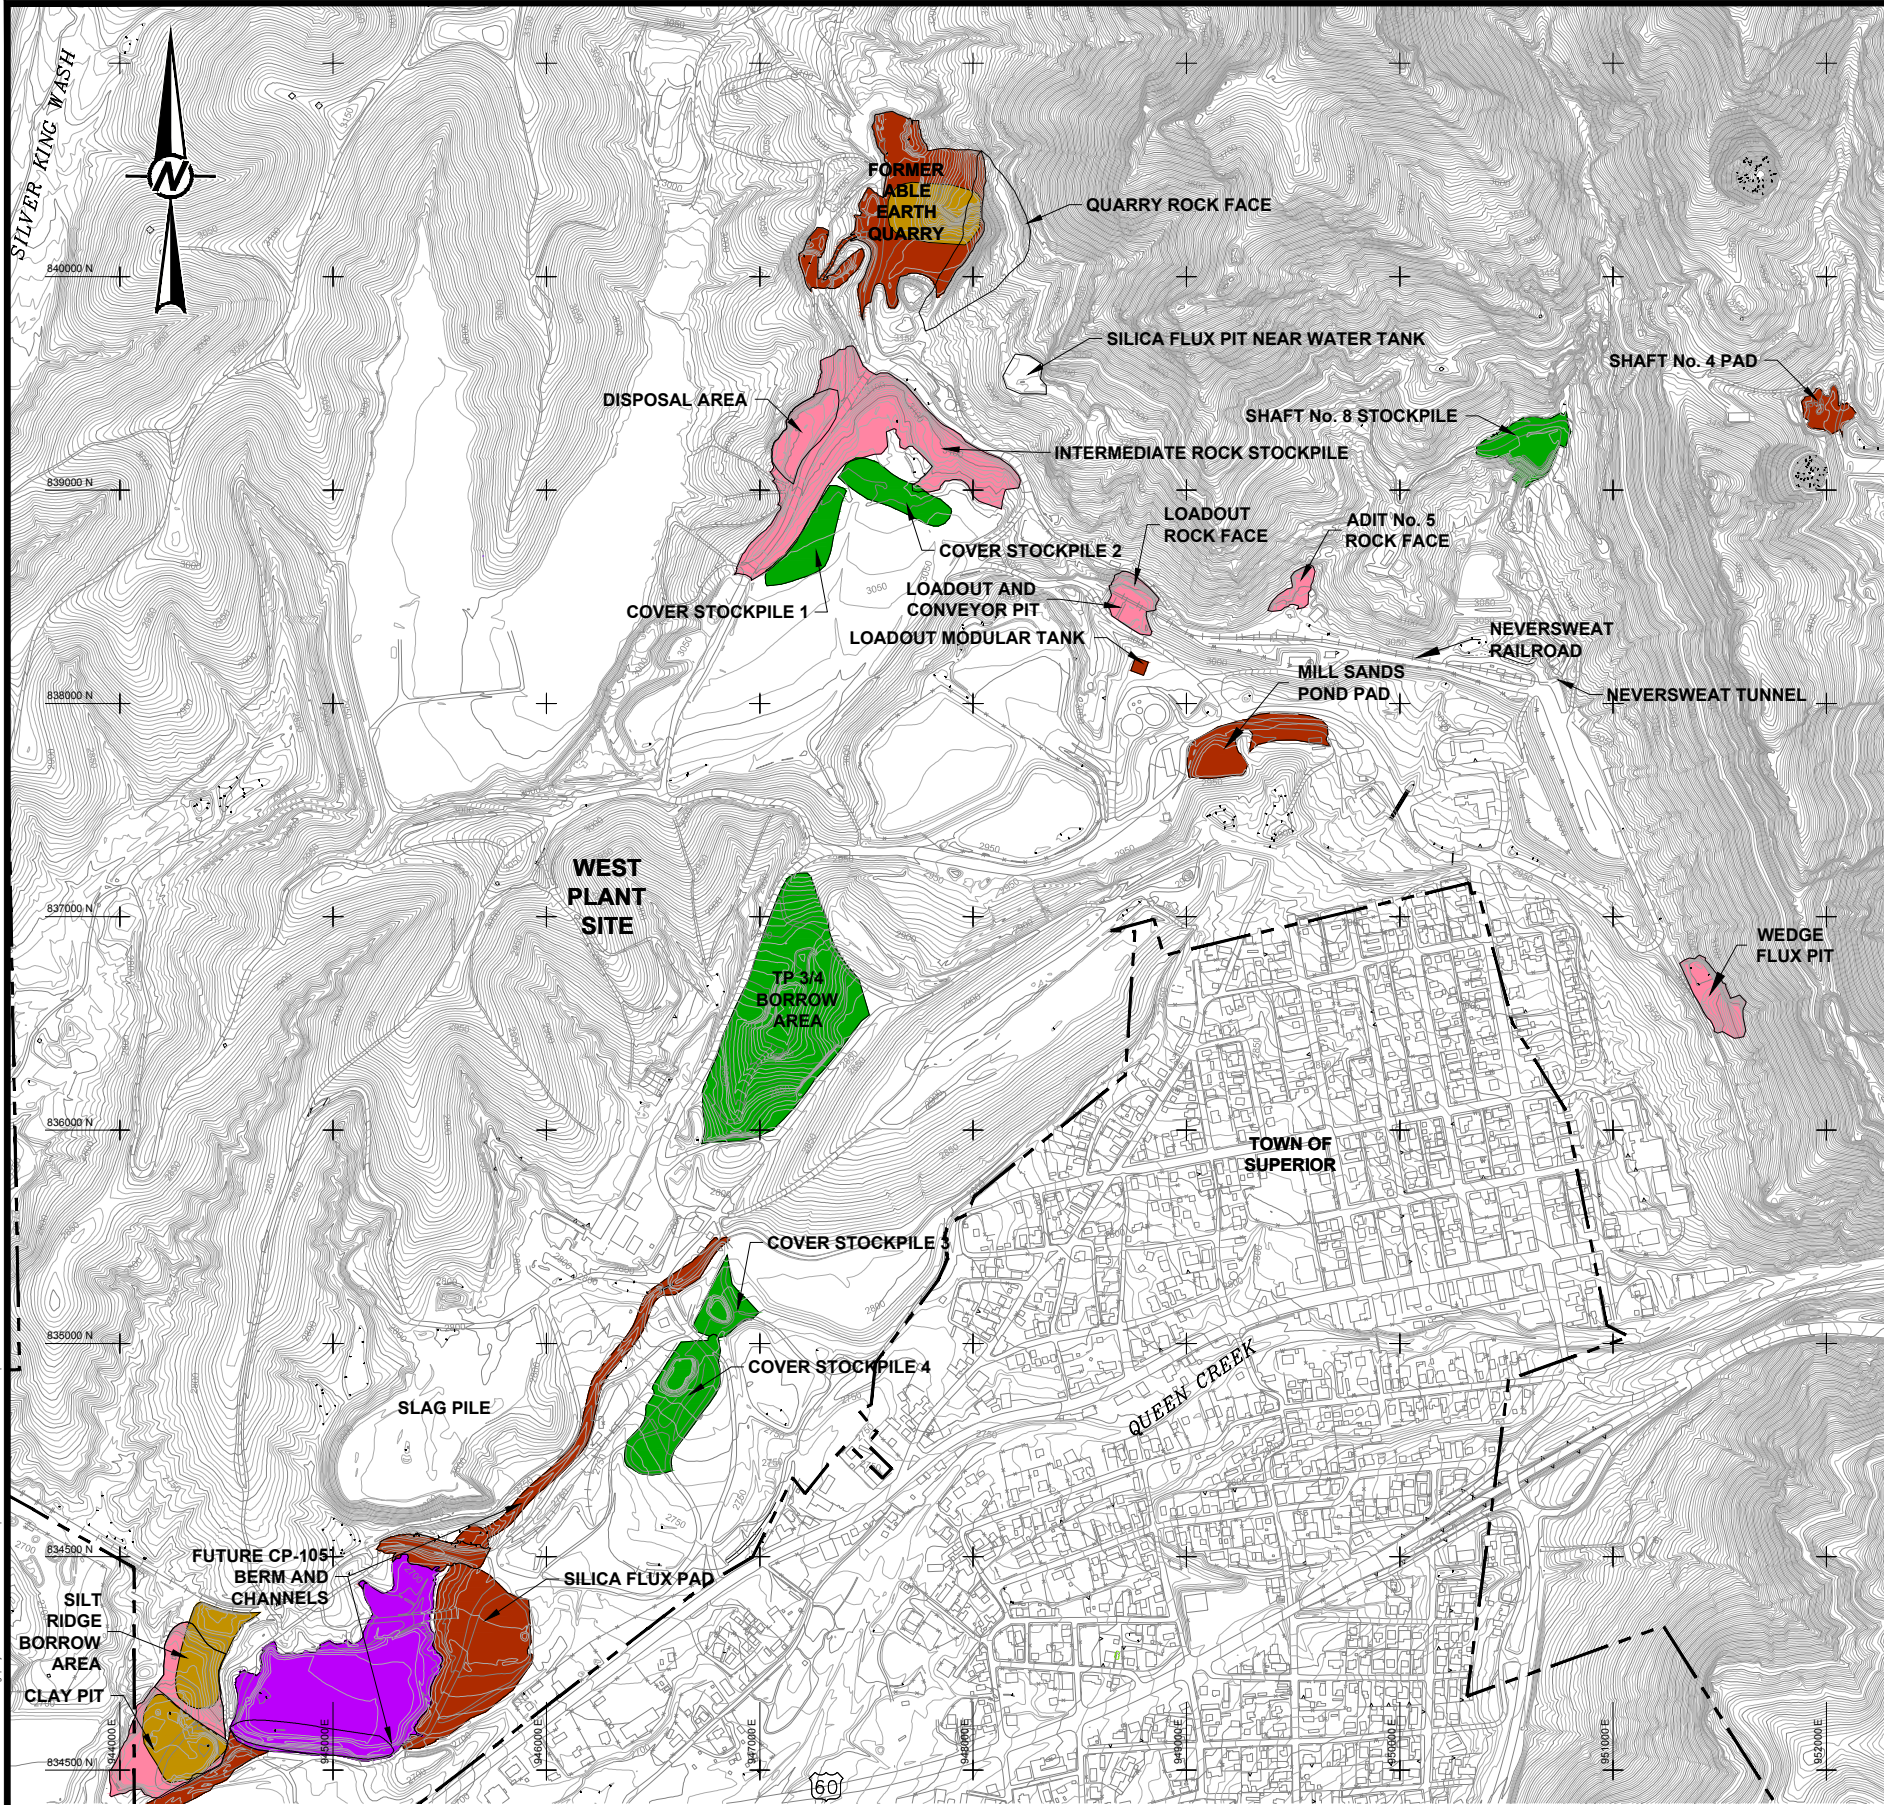 SILVER KING WASH
N
FORMER
ABLE
EARTH
QUARRY
QUARRY ROCK FACE
840000 N
SILICA FLUX PIT NEAR WATER TANK
SHAFT No. 4 PAD
DISPOSAL AREA
SHAFT No. 8 STOCKPILE
INTERMEDIATE ROCK STOCKPILE
839000 N
LOADOUT
ROCK FACE
ADIT No. 5
ROCK FACE
COVER STOCKPILE 2
LOADOUT AND
CONVEYOR PIT
COVER STOCKPILE 1
LOADOUT MODULAR TANK
NEVERSWEAT
RAILROAD
MILL SANDS
POND PAD
NEVERSWEAT TUNNEL
838000 N
WEST
PLANT
SITE
837000 N
WEDGE
FLUX PIT
TP 3/4
BORROW
AREA
836000 N
TOWN OF
SUPERIOR
COVER STOCKPILE 3
835000 N
COVER STOCKPILE 4
QUEEN CREEK
SLAG PILE
834500 N
FUTURE CP-105
BERM AND
CHANNELS
SILICA FLUX PAD
SILT
RIDGE
BORROW
AREA
CLAY PIT
834500 N
944000 E
945000 E
946000 E
947000 E
948000 E
949000 E
950000 E
951000 E
952000 E
60